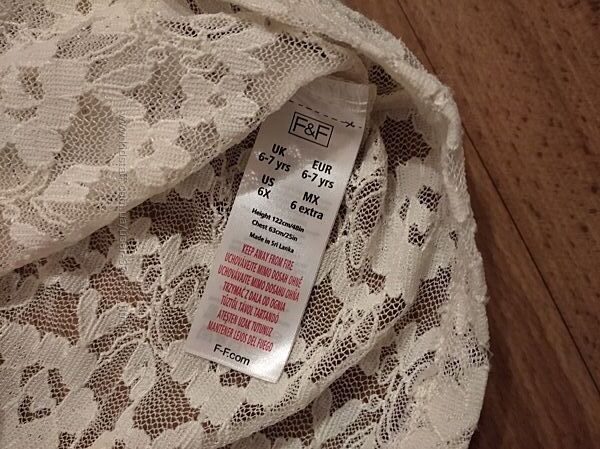 F&F
UK EUR
6-7 yrs 6-7 yrs
US MX
6X 6 extra
Height 122cm/48in
Chest 63cm/25in
Made in Sri Lanka
KEEP AWAY FROM FIRE
UCHOVÁVEJTE MIMO DOSAH OHNĚ
UCHOVÁVAJTE MIMO DOSAHU OHŇA
TRZYMAĆ Z DALA OD OGNIA
TŰZTŐL TÁVOL TARTANDÓ
ATEŞTEN UZAK TUTUNUZ
MANTENER LEJOS DEL FUEGO
F-F.com